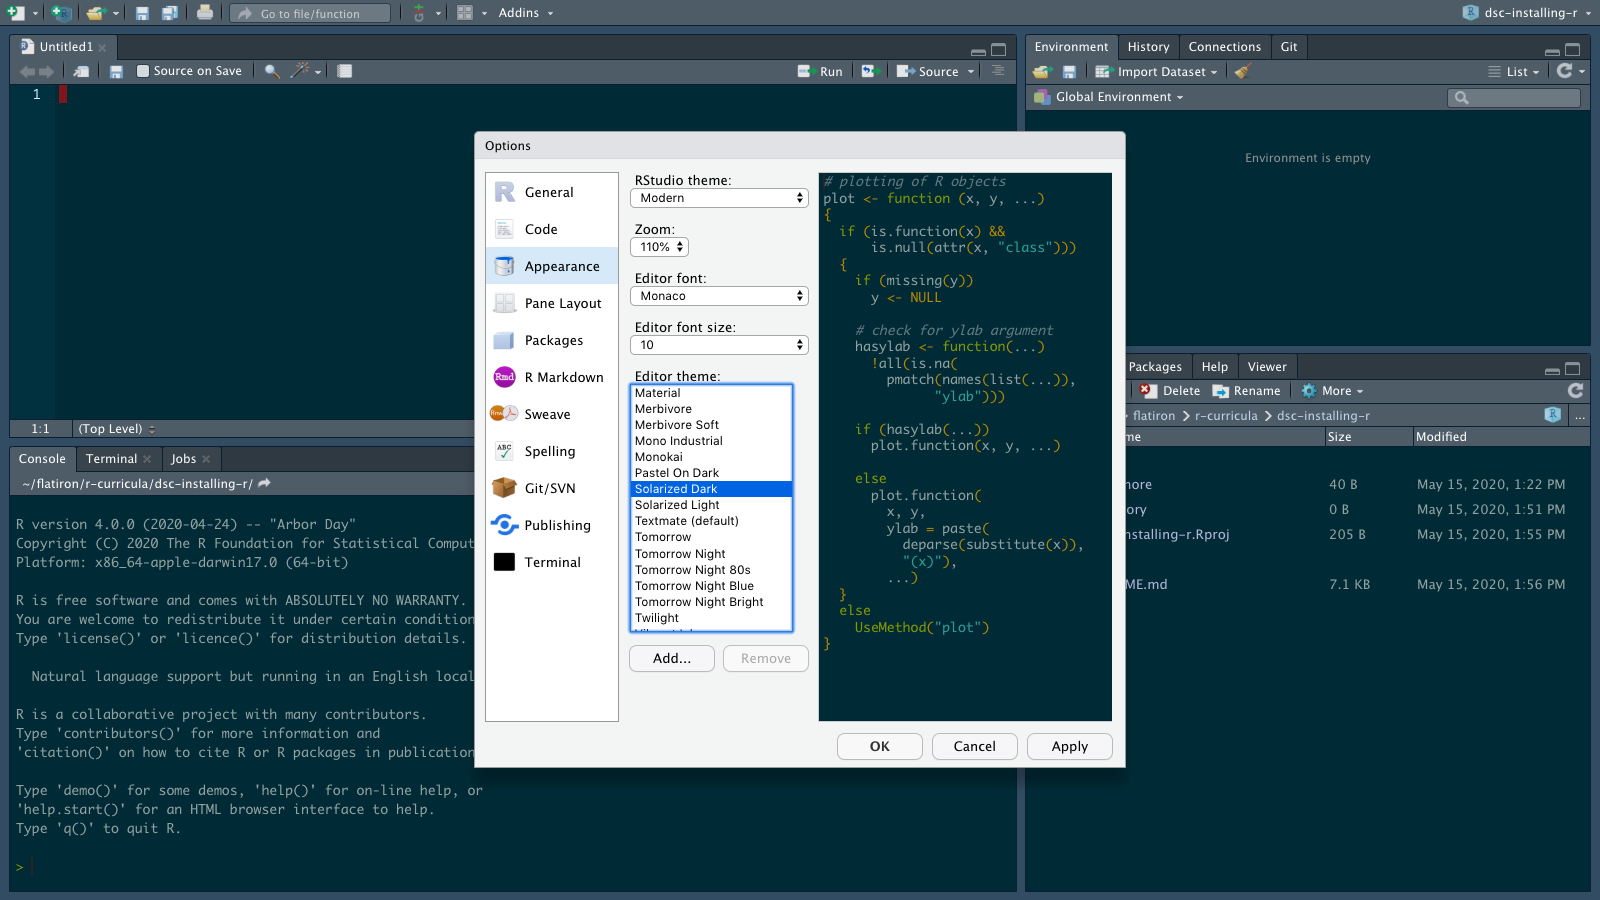 Go to file/function
Addins
dsc-installing-r
Untitled1
Source on Save
Run
Source
1
1:1
(Top Level)
Console
Terminal
Jobs
~/flatiron/r-curricula/dsc-installing-r/
R version 4.0.0 (2020-04-24) -- "Arbor Day"
Copyright (C) 2020 The R Foundation for Statistical Comput
Platform: x86_64-apple-darwin17.0 (64-bit)
R is free software and comes with ABSOLUTELY NO WARRANTY.
You are welcome to redistribute it under certain condition
Type 'license()' or 'licence()' for distribution details.
Natural language support but running in an English local
R is a collaborative project with many contributors.
Type 'contributors()' for more information and
'citation()' on how to cite R or R packages in publication
Type 'demo()' for some demos, 'help()' for on-line help, or
'help.start()' for an HTML browser interface to help.
Type 'q()' to quit R.
>
Options
General
Code
Appearance
Pane Layout
Packages
Rmd
R Markdown
Rnw
Sweave
ABC
Spelling
Git/SVN
Publishing
Terminal
RStudio theme:
Modern
Zoom:
110%
Editor font:
Monaco
Editor font size:
10
Editor theme:
Material
Merbivore
Merbivore Soft
Mono Industrial
Monokai
Pastel On Dark
Solarized Dark
Solarized Light
Textmate (default)
Tomorrow
Tomorrow Night
Tomorrow Night 80s
Tomorrow Night Blue
Tomorrow Night Bright
Twilight
Add...
Remove
# plotting of R objects
plot <- function (x, y, ...)
{
if (is.function(x) &&
is.null(attr(x, "class")))
{
if (missing(y))
y <- NULL
# check for ylab argument
hasylab <- function(...)
!all(is.na(
pmatch(names(list(...)),
"ylab")))
if (hasylab(...))
plot.function(x, y, ...)
else
plot.function(
x, y,
ylab = paste(
deparse(substitute(x)),
"(x)"),
...)
}
else
UseMethod("plot")
}
OK
Cancel
Apply
Environment
History
Connections
Git
Import Dataset
List
Global Environment
Environment is empty
Packages
Help
Viewer
Delete
Rename
More
flatiron > r-curricula > dsc-installing-r
...
me
Size
Modified
nore
40 B
May 15, 2020, 1:22 PM
ory
0 B
May 15, 2020, 1:51 PM
nstalling-r.Rproj
205 B
May 15, 2020, 1:55 PM
ME.md
7.1 KB
May 15, 2020, 1:56 PM